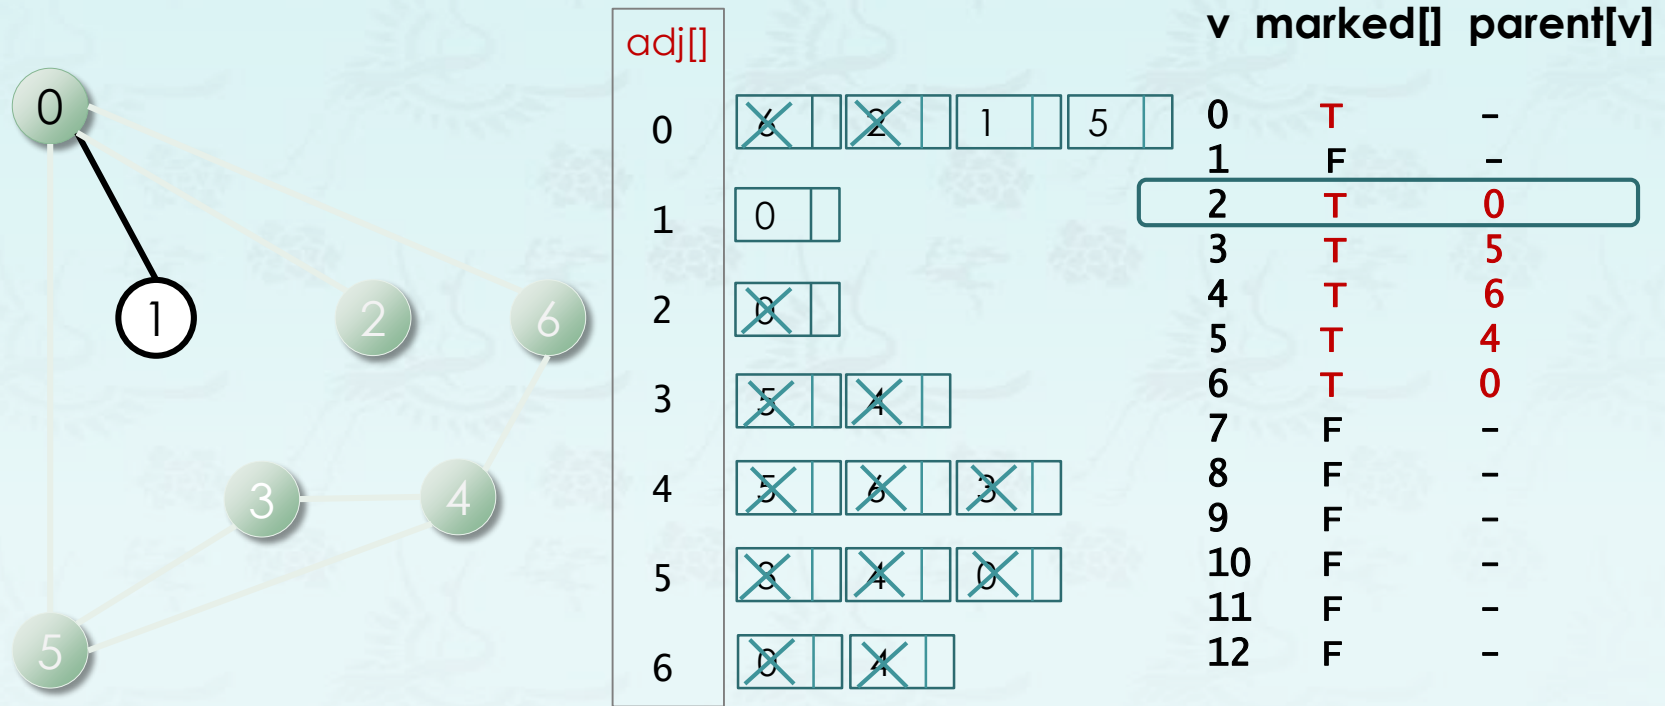 0
1
2
6
3
4
5
adj[]
0 6 2 1 5
1 0
2 0
3 5 4
4 5 6 3
5 3 4 0
6 0 4
v marked[] parent[v]
0 T –
1 F –
2 T 0
3 T 5
4 T 6
5 T 4
6 T 0
7 F –
8 F –
9 F –
10 F –
11 F –
12 F –